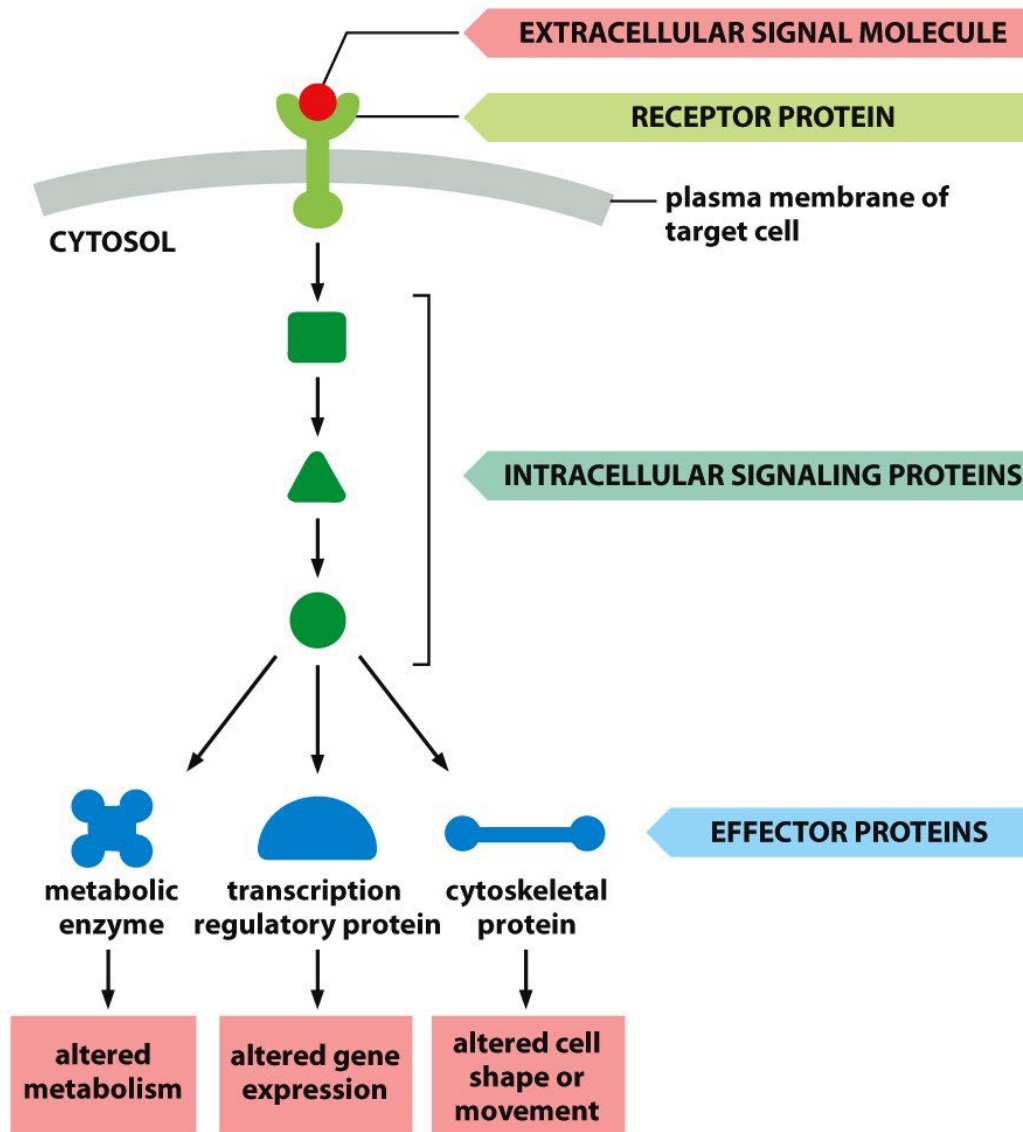 EXTRACELLULAR SIGNAL MOLECULE
RECEPTOR PROTEIN
plasma membrane of
target cell
CYTOSOL
INTRACELLULAR SIGNALING PROTEINS
EFFECTOR PROTEINS
metabolic
enzyme
transcription
regulatory protein
cytoskeletal
protein
altered
metabolism
altered gene
expression
altered cell
shape or
movement